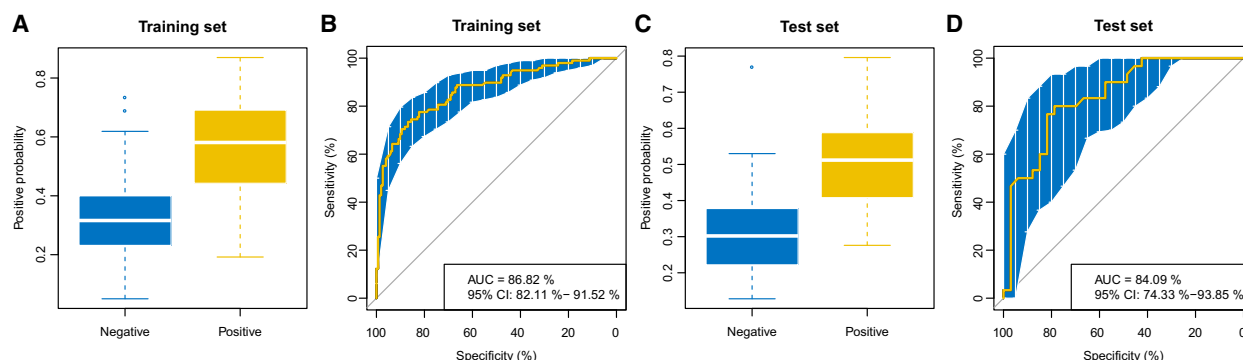 A
Training set
Positive probability
0.8
0.6
0.4
0.2
Negative
Positive
B
Training set
Sensitivity (%)
100
80
60
40
20
0
AUC = 86.82 %
95% CI: 82.11 %− 91.52 %
100
80
60
40
20
0
Specificity (%)
C
Test set
Positive probability
0.8
0.7
0.6
0.5
0.4
0.3
0.2
Negative
Positive
D
Test set
Sensitivity (%)
100
80
60
40
20
0
AUC = 84.09 %
95% CI: 74.33 %−93.85 %
100
80
60
40
20
0
Specificity (%)